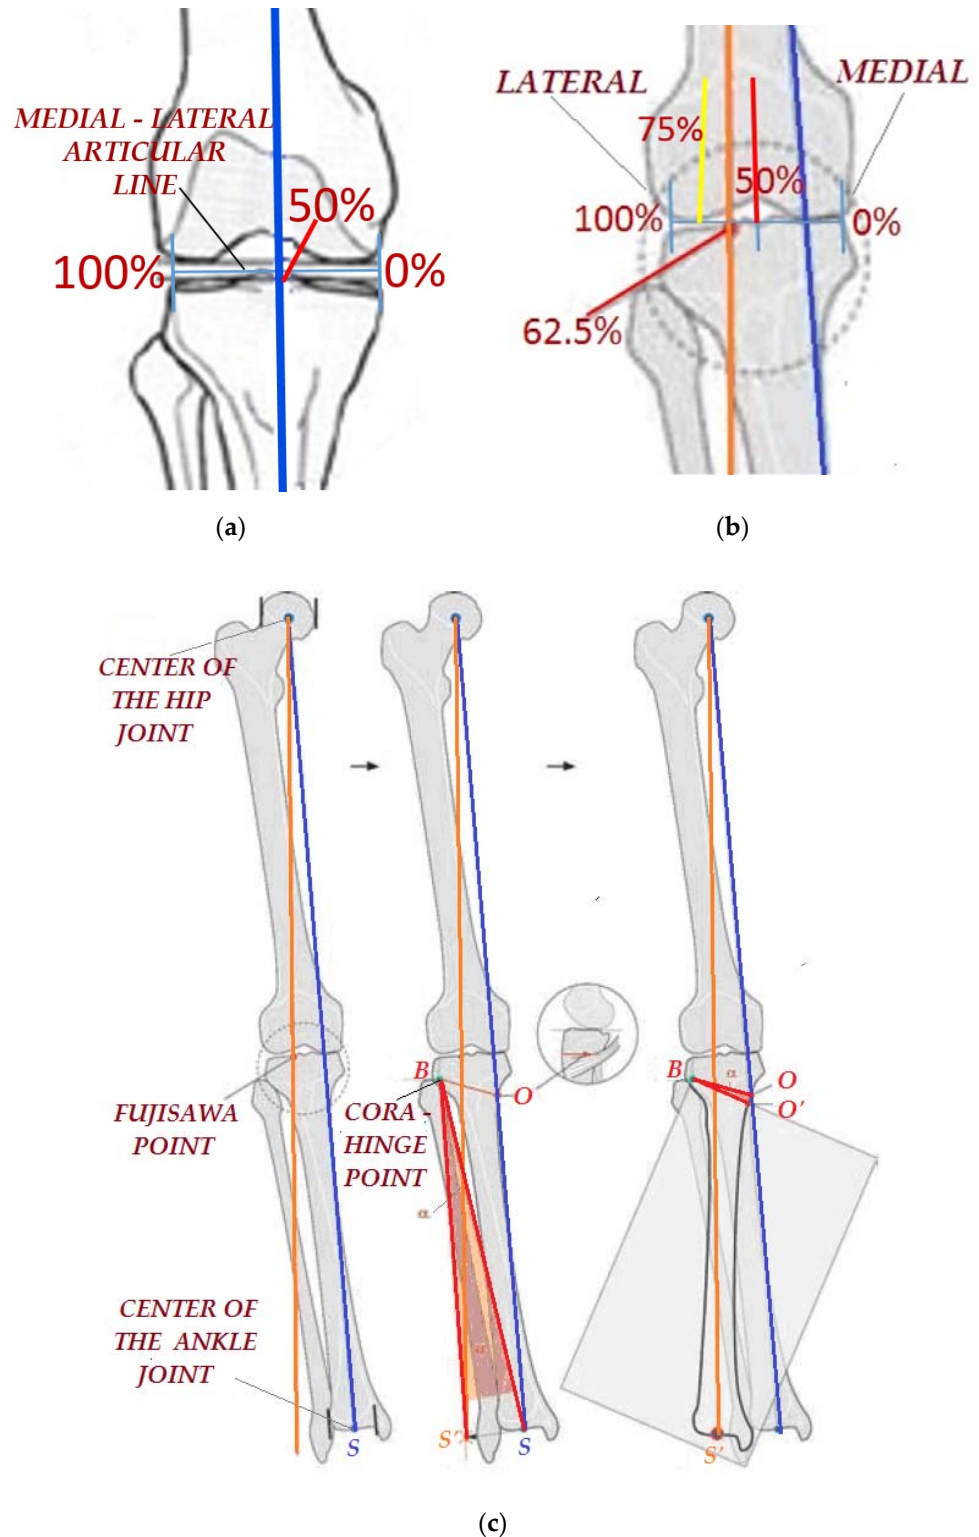 MEDIAL - LATERAL
ARTICULAR
LINE
50%
100%
0%
(a)
LATERAL
MEDIAL
75%
50%
100%
0%
62.5%
(b)
CENTER OF
THE HIP
JOINT
FUJISAWA
POINT
CENTER OF
THE ANKLE
JOINT
S
B
O
CORA -
HINGE
POINT
α
α
S'
S
B
α
O
O'
S'
(c)